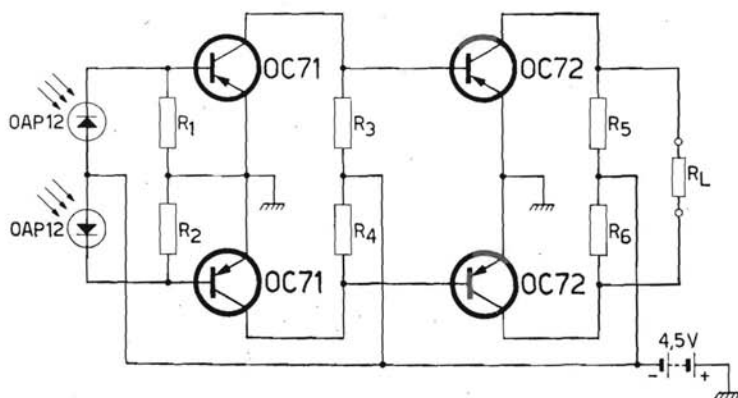 OC71
OC72
OAP12
R1
R3
R5
RL
OAP12
R2
R4
R6
OC71
OC72
4,5V
- +